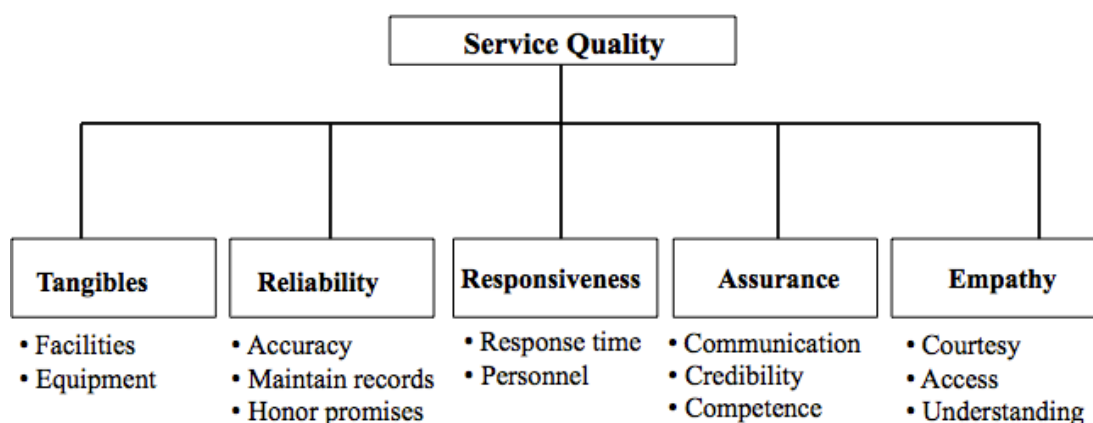 Service Quality
Tangibles
Reliability
Responsiveness
Assurance
Empathy
• Facilities
• Equipment
• Accuracy
• Maintain records
• Honor promises
• Response time
• Personnel
• Communication
• Credibility
• Competence
• Courtesy
• Access
• Understanding